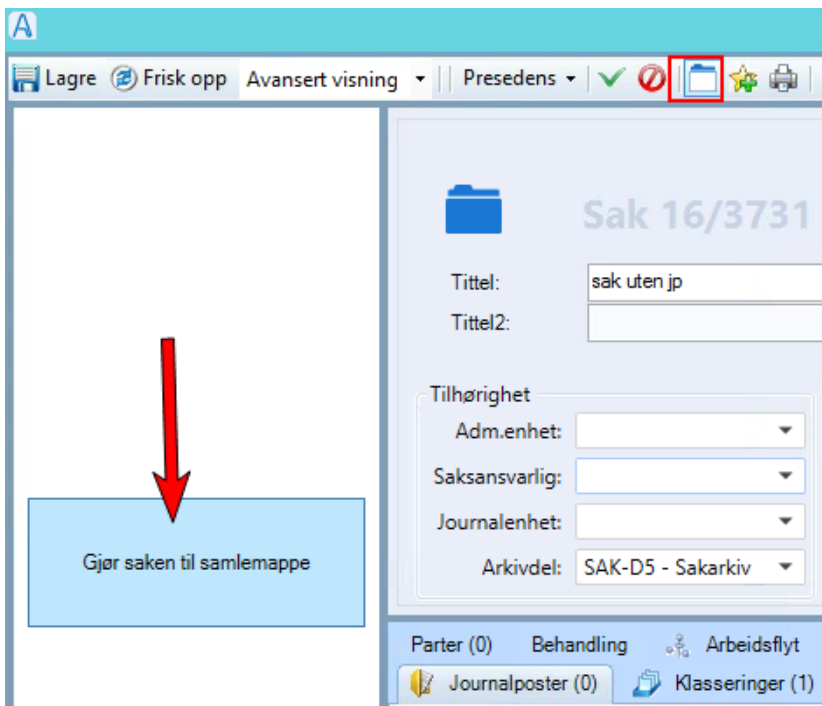 A
Lagre Frisk opp Avansert visning Presedens
Sak 16/3731
Tittel: sak uten jp
Tittel2:
Tilhørighet
Adm.enhet:
Saksansvarlig:
Journalenhet:
Arkivdel: SAK-D5 - Sakarkiv
Gjør saken til samlemappe
Parter (0) Behandling Arbeidsflyt
Journalposter (0) Klasseringer (1)